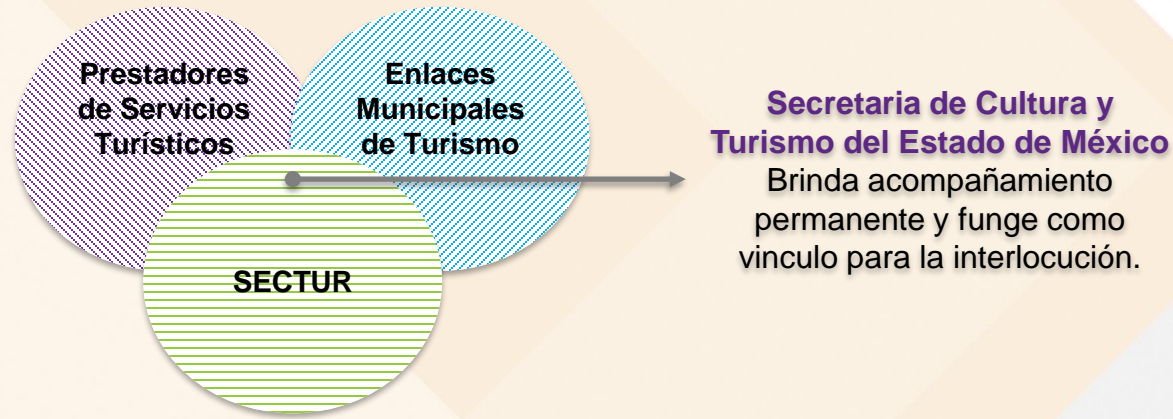 Prestadores
de Servicios
Turísticos
Enlaces
Municipales
de Turismo
SECTUR
Secretaria de Cultura y
Turismo del Estado de México
Brinda acompañamiento
permanente y funge como
vinculo para la interlocución.